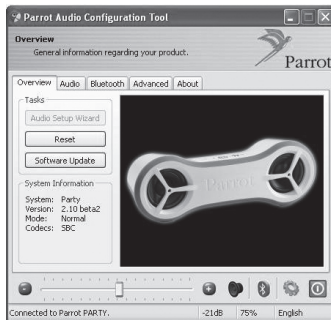 Parrot Audio Configuration Tool
Overview
General information regarding your product.
Parrot
Overview Audio Bluetooth Advanced About
Tasks
Audio Setup Wizard
Reset
Software Update
System Information
System: Party
Version: 2.10 beta2
Mode: Normal
Codecs: SBC
Parrot
Connected to Parrot PARTY. -21dB 75% English